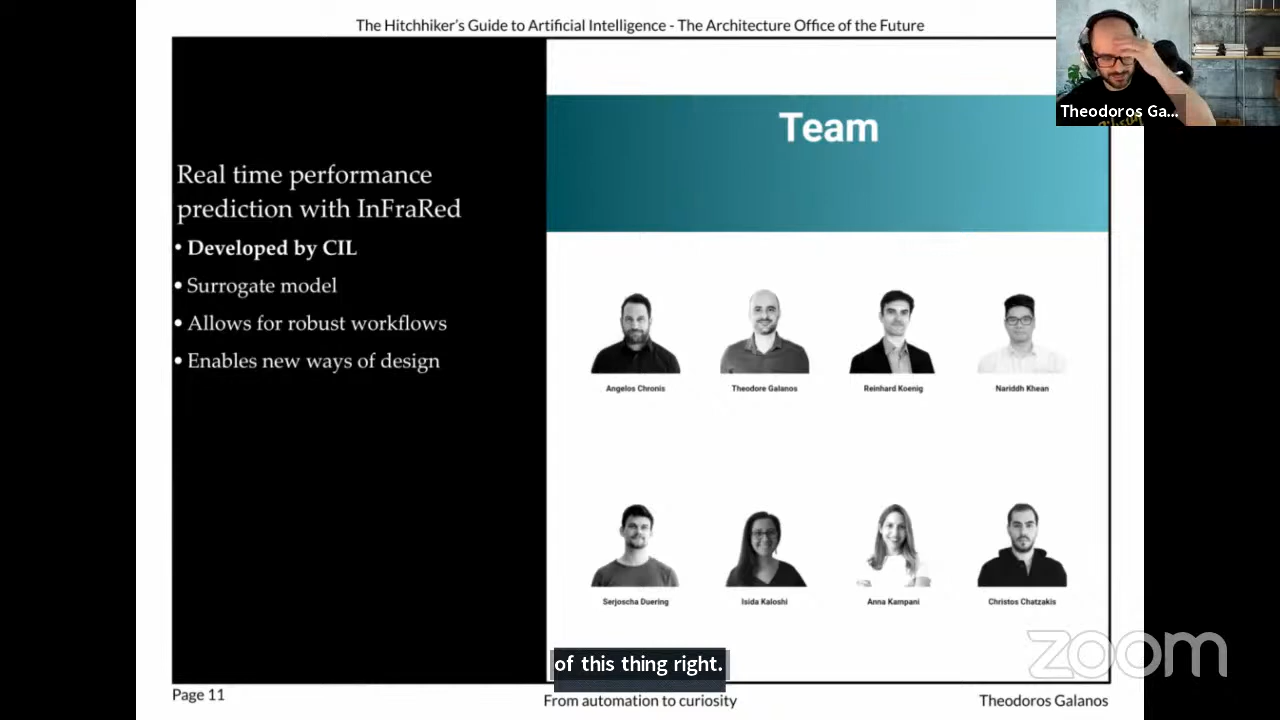 The Hitchhiker's Guide to Artificial Intelligence - The Architecture Office of the Future
Theodoros Ga...
Team
Real time performance
prediction with InFraRed
• Developed by CIL
• Surrogate model
• Allows for robust workflows
• Enables new ways of design
Angelos Chronis
Theodore Galanos
Reinhard Koenig
Nariddh Khean
Serjoscha Duering
Isida Kaloshi
Anna Kampani
Christos Chatzakis
of this thing right.
zoom
Page 11
From automation to curiosity
Theodoros Galanos